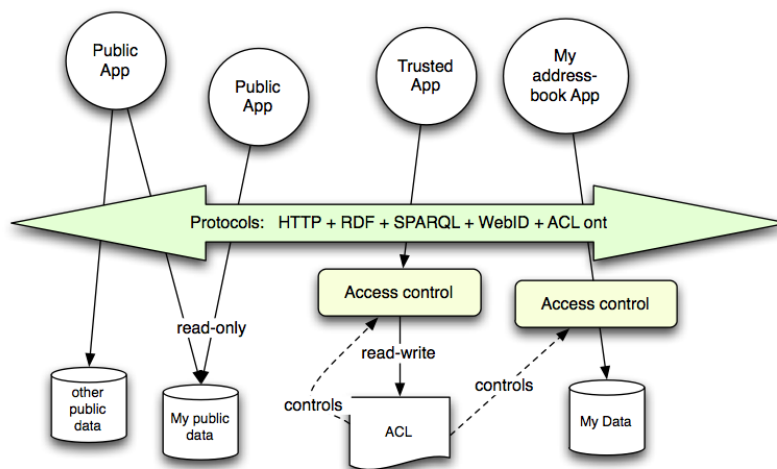 Public
App
Public
App
Trusted
App
My
address-
book App
Protocols: HTTP + RDF + SPARQL + WebID + ACL ont
Access control
Access control
read-only
read-write
controls
controls
other
public
data
My public
data
ACL
My Data